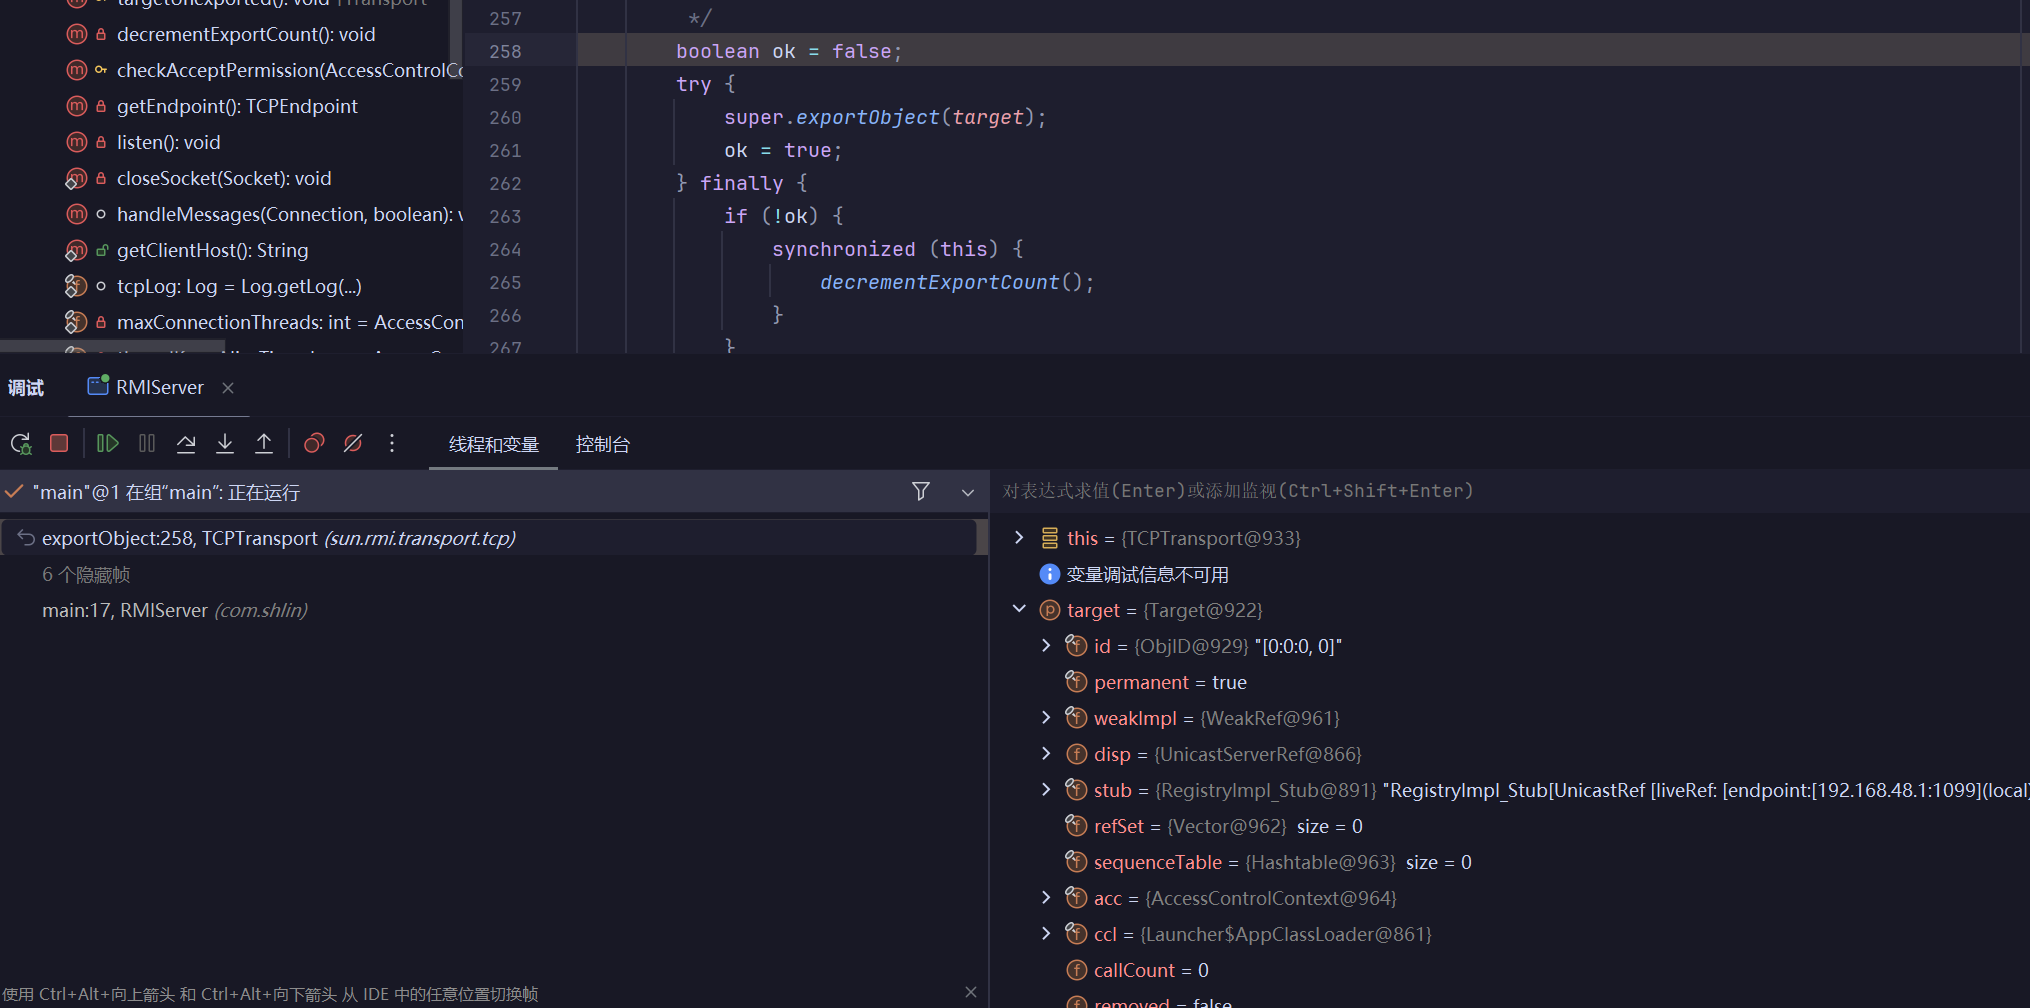 targetUnexported(): void ↑Transport
decrementExportCount(): void
checkAcceptPermission(AccessControlCo
getEndpoint(): TCPEndpoint
listen(): void
closeSocket(Socket): void
handleMessages(Connection, boolean): v
getClientHost(): String
tcpLog: Log = Log.getLog(...)
maxConnectionThreads: int = AccessCon
257 */
258 boolean ok = false;
259 try {
260 super.exportObject(target);
261 ok = true;
262 } finally {
263 if (!ok) {
264 synchronized (this) {
265 decrementExportCount();
266 }
267 }
调试 RMIServer
线程和变量 控制台
"main"@1 在组“main”: 正在运行
exportObject:258, TCPTransport (sun.rmi.transport.tcp)
6 个隐藏帧
main:17, RMIServer (com.shlin)
使用 Ctrl+Alt+向上箭头 和 Ctrl+Alt+向下箭头 从 IDE 中的任意位置切换帧
对表达式求值(Enter)或添加监视(Ctrl+Shift+Enter)
this = {TCPTransport@933}
变量调试信息不可用
target = {Target@922}
id = {ObjID@929} "[0:0:0, 0]"
permanent = true
weakImpl = {WeakRef@961}
disp = {UnicastServerRef@866}
stub = {RegistryImpl_Stub@891} "RegistryImpl_Stub[UnicastRef [liveRef: [endpoint:[192.168.48.1:1099](local)
refSet = {Vector@962} size = 0
sequenceTable = {Hashtable@963} size = 0
acc = {AccessControlContext@964}
ccl = {Launcher$AppClassLoader@861}
callCount = 0
removed = false